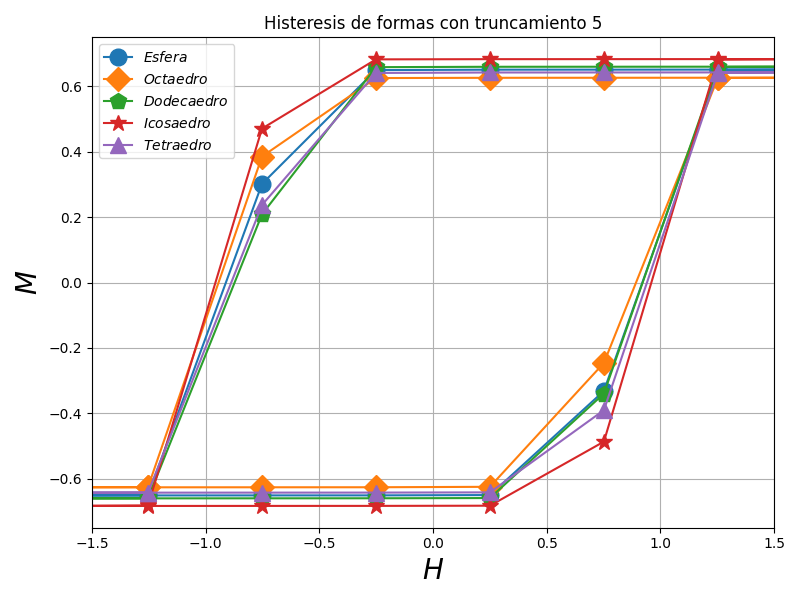 Histeresis de formas con truncamiento 5
Esfera
Octaedro
Dodecaedro
Icosaedro
Tetraedro
0.6
0.4
0.2
0.0
−0.2
−0.4
−0.6
M
−1.5 −1.0 −0.5 0.0 0.5 1.0 1.5
H